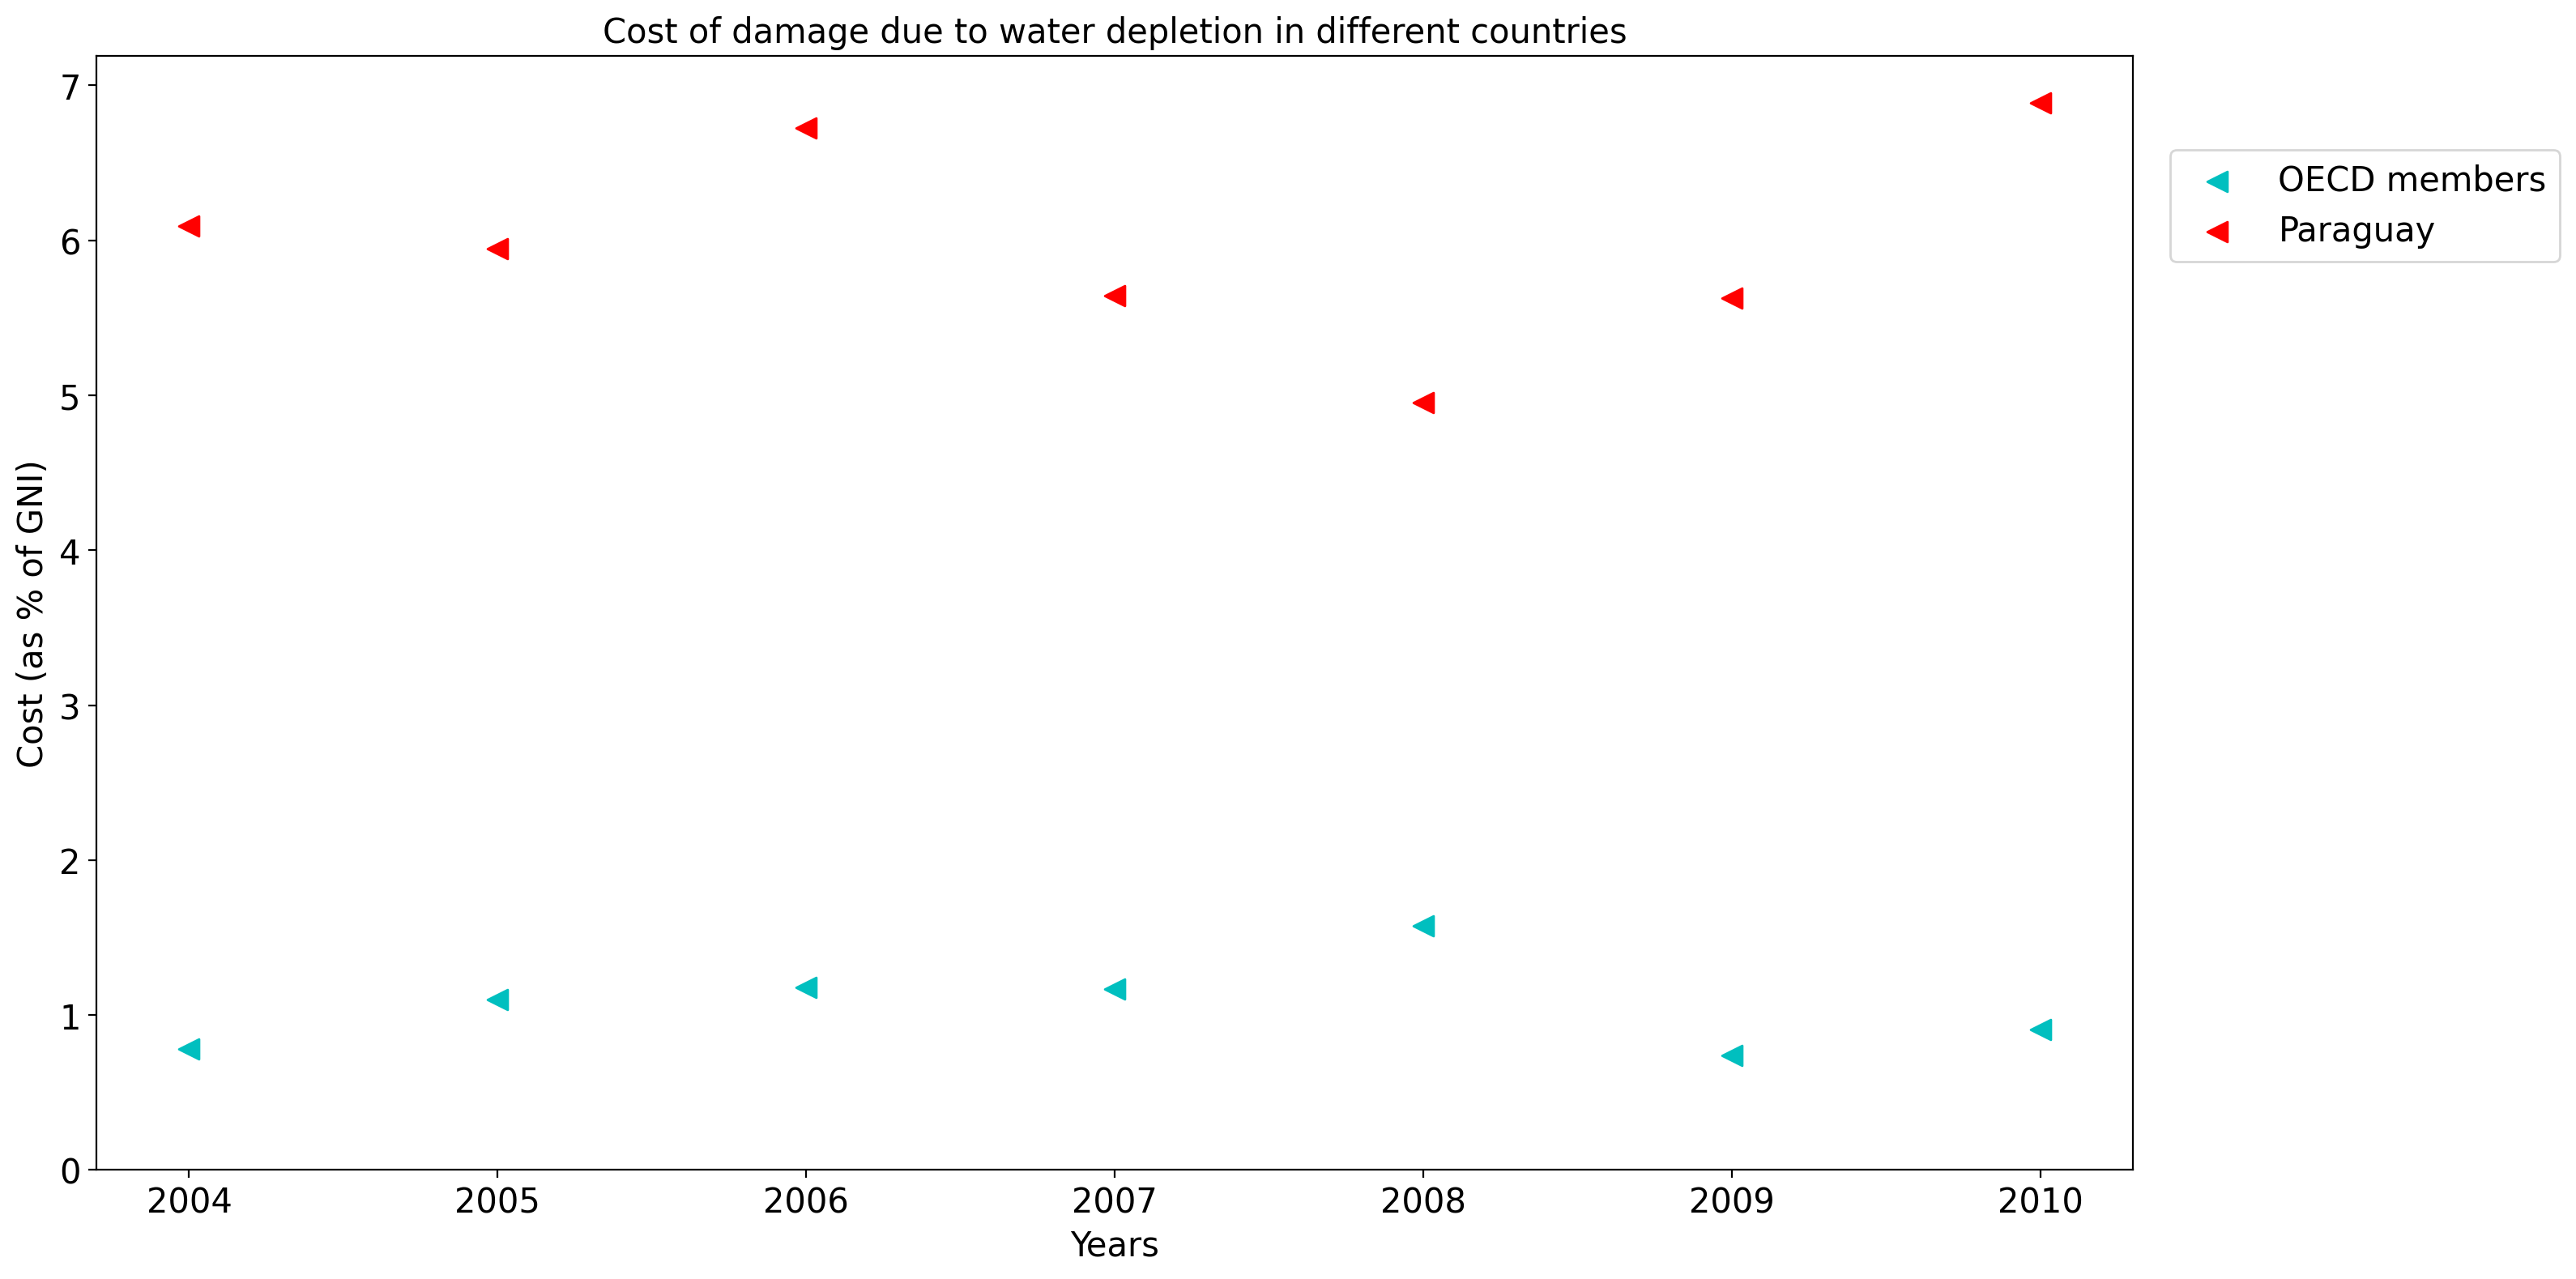 Cost of damage due to water depletion in different countries
7
6
5
4
3
2
1
0
Cost (as % of GNI)
2004 2005 2006 2007 2008 2009 2010
Years
OECD members
Paraguay